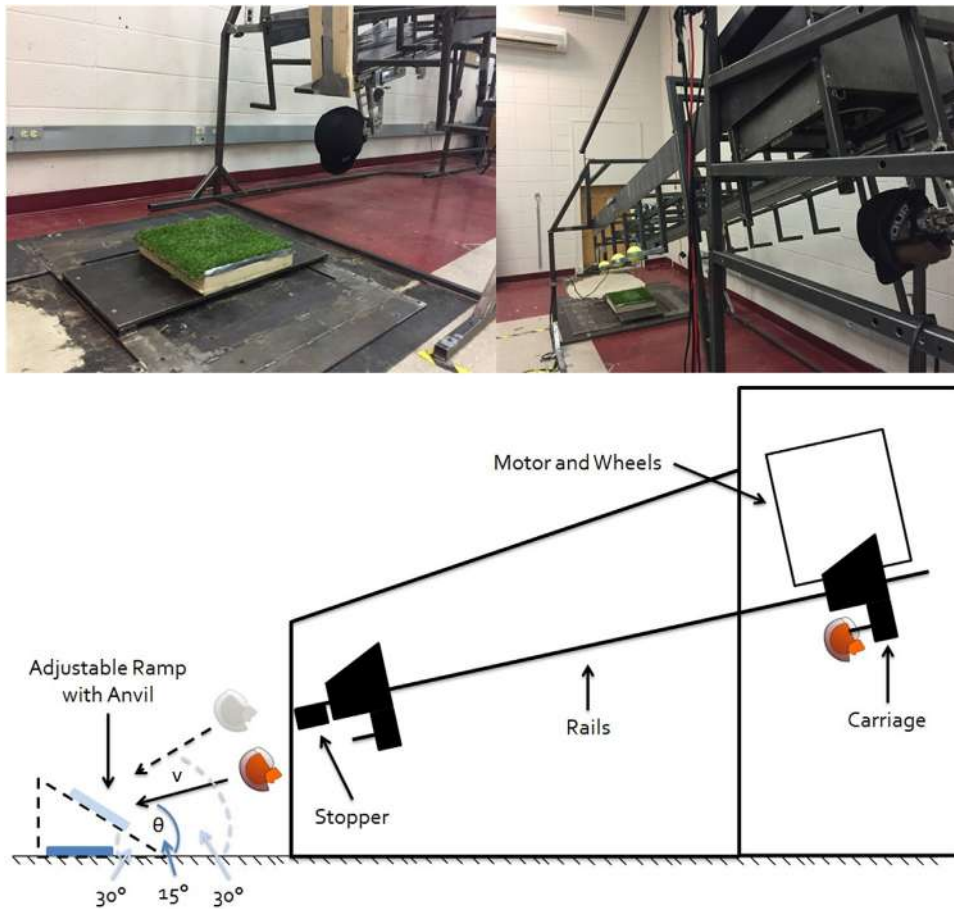 Motor and Wheels
Adjustable Ramp
with Anvil
v
θ
Rails
Carriage
Stopper
30°
15°
30°